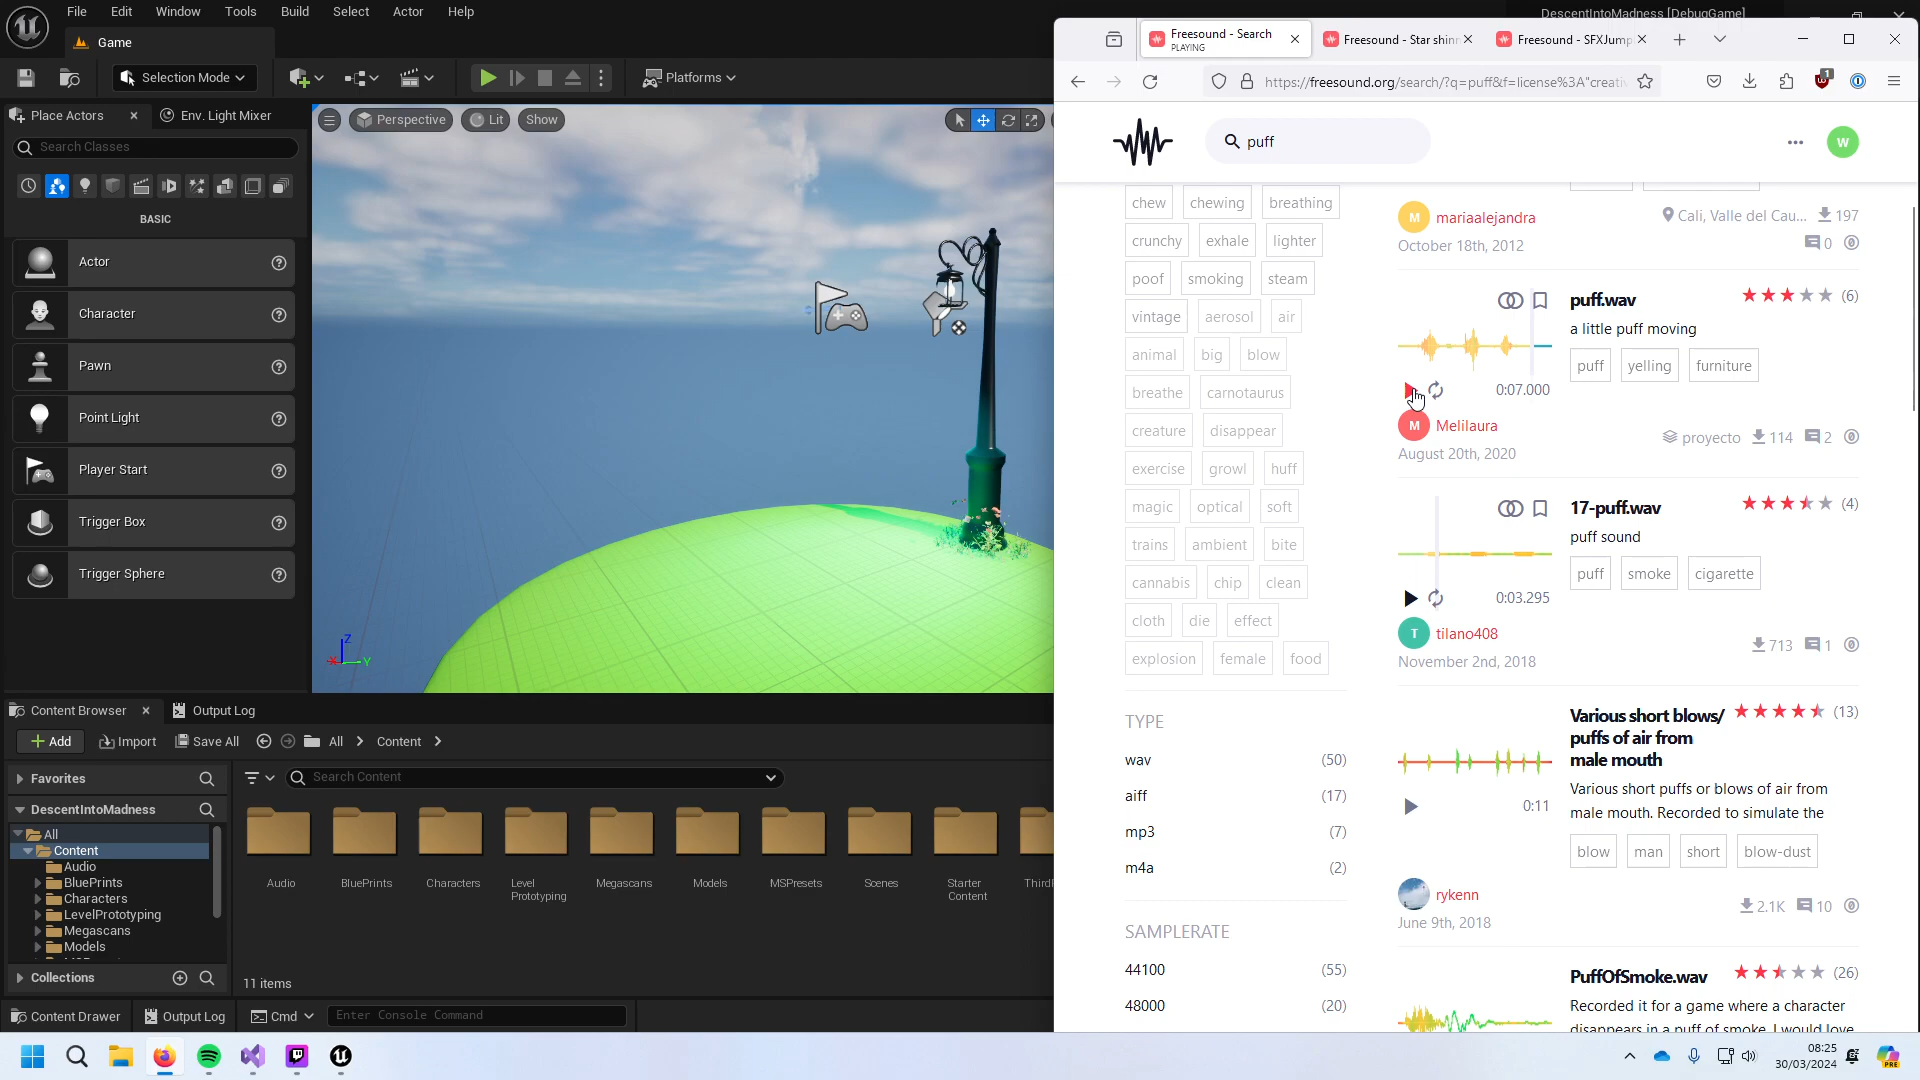 File Edit Window Tools Build Select Actor Help
DescentIntoMadness [DebugGame]
Game
Selection Mode
Platforms
Place Actors
Env. Light Mixer
Search Classes
BASIC
Actor
Character
Pawn
Point Light
Player Start
Trigger Box
Trigger Sphere
Perspective
Lit
Show
Z
X
Y
Content Browser
Output Log
Add
Import
Save All
All
Content
Favorites
Search Content
DescentIntoMadness
All
Content
Audio
BluePrints
Characters
LevelPrototyping
Megascans
Models
Collections
Audio
BluePrints
Characters
Level
Prototyping
Megascans
Models
MSPresets
Scenes
Starter
Content
11 items
Content Drawer
Output Log
Cmd
Enter Console Command
Freesound - Search
PLAYING
Freesound - Star shinn
Freesound - SFXJump
https://freesound.org/search/?q=puff&f=license%3A"creativ
1
puff
W
chew chewing breathing
crunchy exhale lighter
poof smoking steam
vintage aerosol air
animal big blow
breathe carnotaurus
creature disappear
exercise growl huff
magic optical soft
trains ambient bite
cannabis chip clean
cloth die effect
explosion female food
TYPE
wav (50)
aiff (17)
mp3 (7)
m4a (2)
SAMPLERATE
44100 (55)
48000 (20)
M mariaalejandra
Cali, Valle del Cau... 197
October 18th, 2012
0
puff.wav
(6)
a little puff moving
puff yelling furniture
0:07.000
M Melilaura
proyecto 114 2
August 20th, 2020
17-puff.wav
(4)
puff sound
puff smoke cigarette
0:03.295
T tilano408
713 1
November 2nd, 2018
Various short blows/
puffs of air from
male mouth
(13)
Various short puffs or blows of air from
male mouth. Recorded to simulate the
0:11
blow man short blow-dust
rykenn
2.1K 10
June 9th, 2018
PuffOfSmoke.wav
(26)
Recorded it for a game where a character
disappears in a puff of smoke. I would love
08:25
30/03/2024
PRE